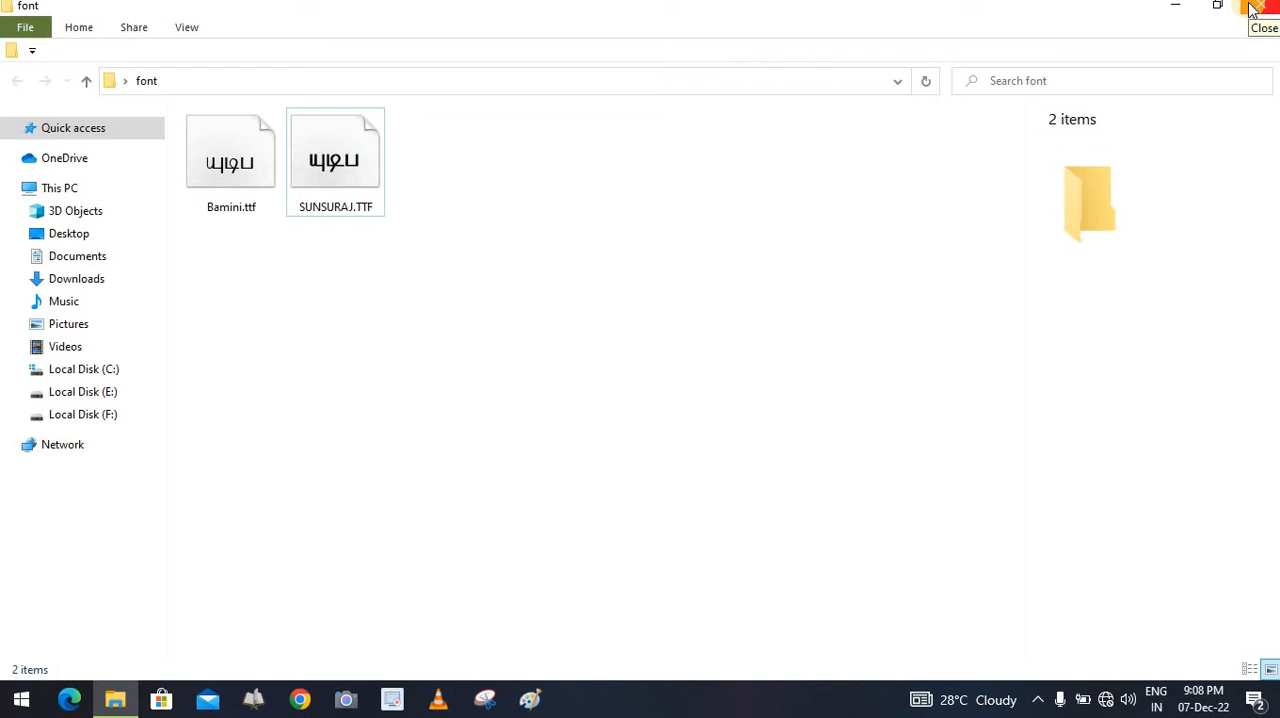 font
Close
File Home Share View
font
Search font
Quick access
OneDrive
This PC
3D Objects
Desktop
Documents
Downloads
Music
Pictures
Videos
Local Disk (C:)
Local Disk (E:)
Local Disk (F:)
Network
யுடிப
Bamini.ttf
யுடிப
SUNSURAJ.TTF
2 items
2 items
28°C Cloudy
ENG
IN
9:08 PM
07-Dec-22
2